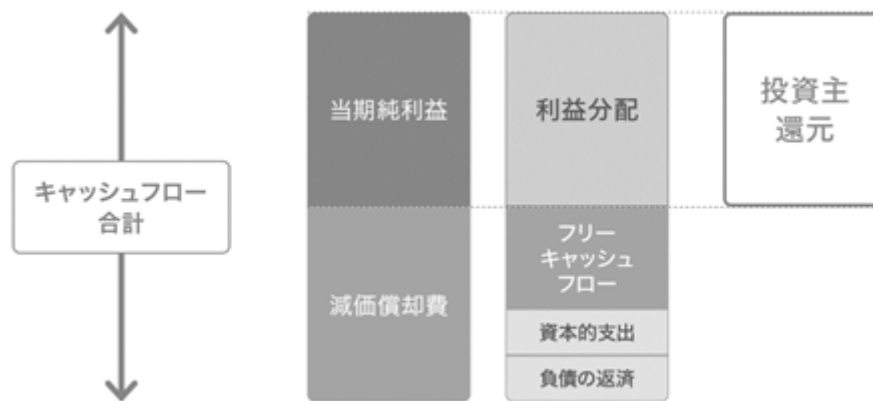 キャッシュフロー
合計
当期純利益
減価償却費
利益分配
フリー
キャッシュ
フロー
資本的支出
負債の返済
投資主
還元